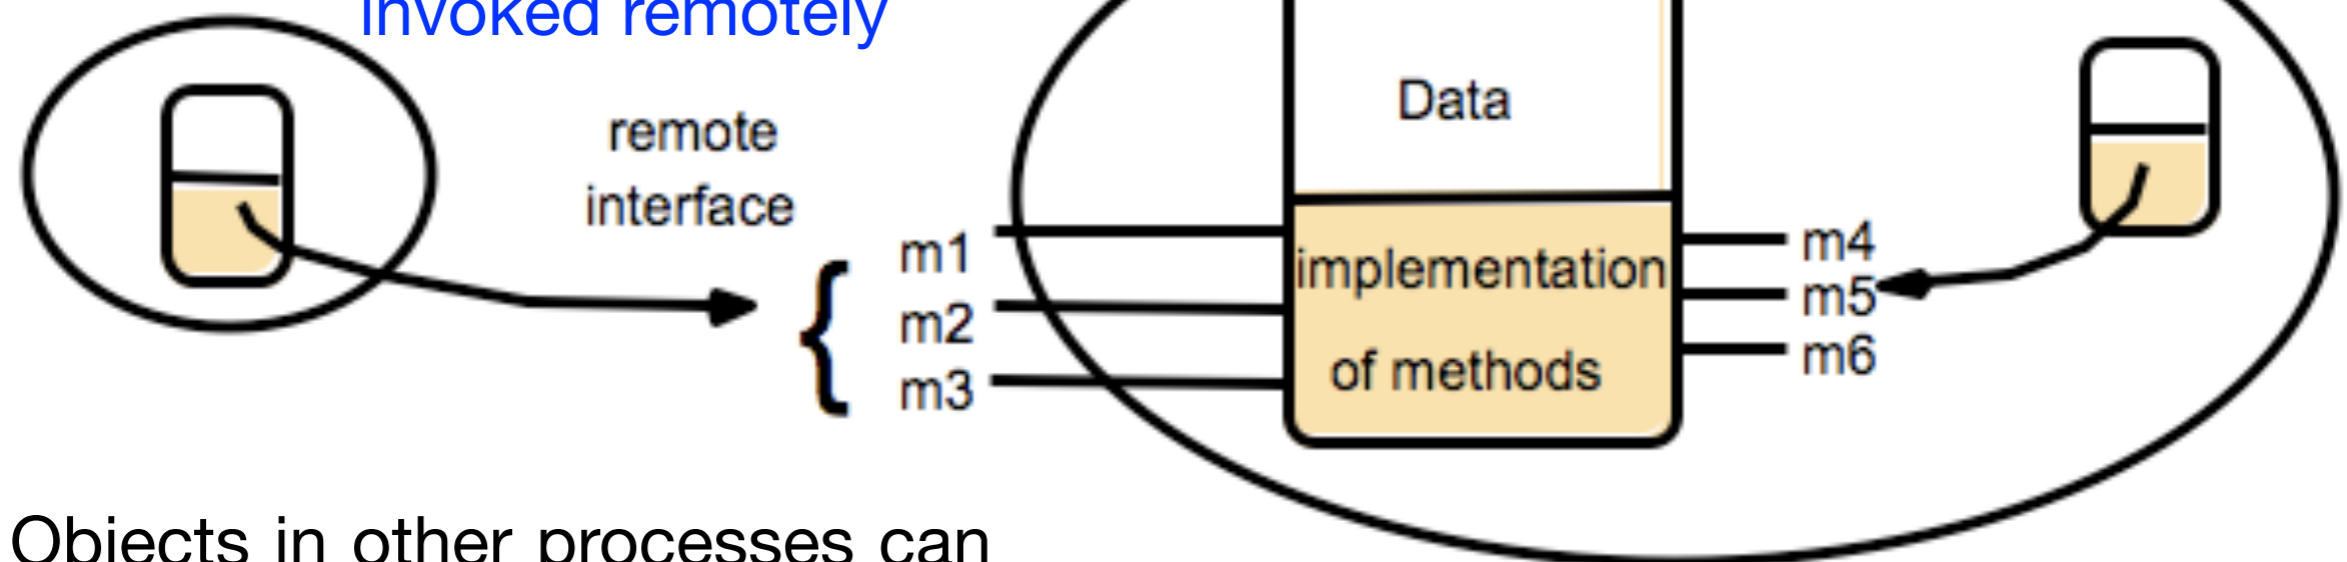 invoked remotely
Data
remote
interface
{
m1
m2
m3
implementation
of methods
m4
m5
m6
Objects in other processes can